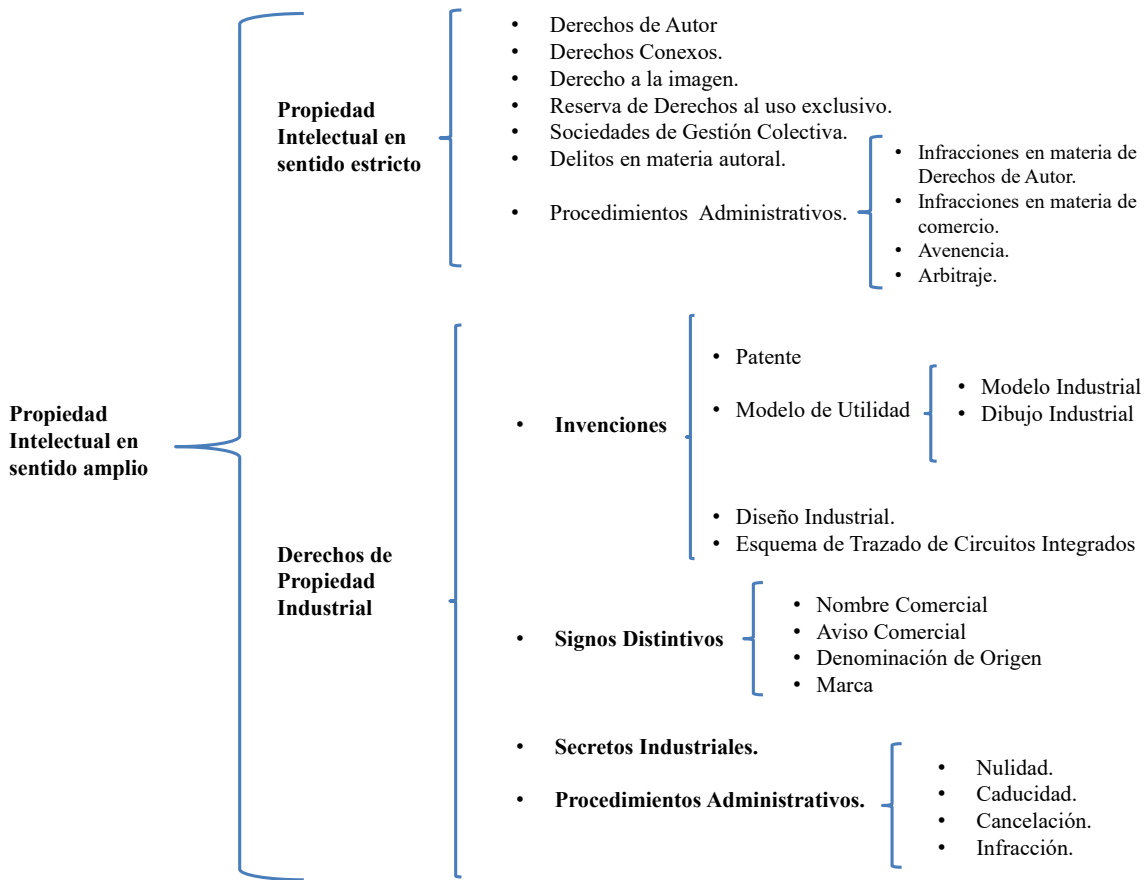 Propiedad
Intelectual en
sentido amplio
Propiedad
Intelectual en
sentido estricto
• Derechos de Autor
• Derechos Conexos.
• Derecho a la imagen.
• Reserva de Derechos al uso exclusivo.
• Sociedades de Gestión Colectiva.
• Delitos en materia autoral.
• Procedimientos Administrativos.
• Infracciones en materia de
Derechos de Autor.
• Infracciones en materia de
comercio.
• Avenencia.
• Arbitraje.
Derechos de
Propiedad
Industrial
• Invenciones
• Patente
• Modelo de Utilidad
• Modelo Industrial
• Dibujo Industrial
• Diseño Industrial.
• Esquema de Trazado de Circuitos Integrados
• Signos Distintivos
• Nombre Comercial
• Aviso Comercial
• Denominación de Origen
• Marca
• Secretos Industriales.
• Procedimientos Administrativos.
• Nulidad.
• Caducidad.
• Cancelación.
• Infracción.